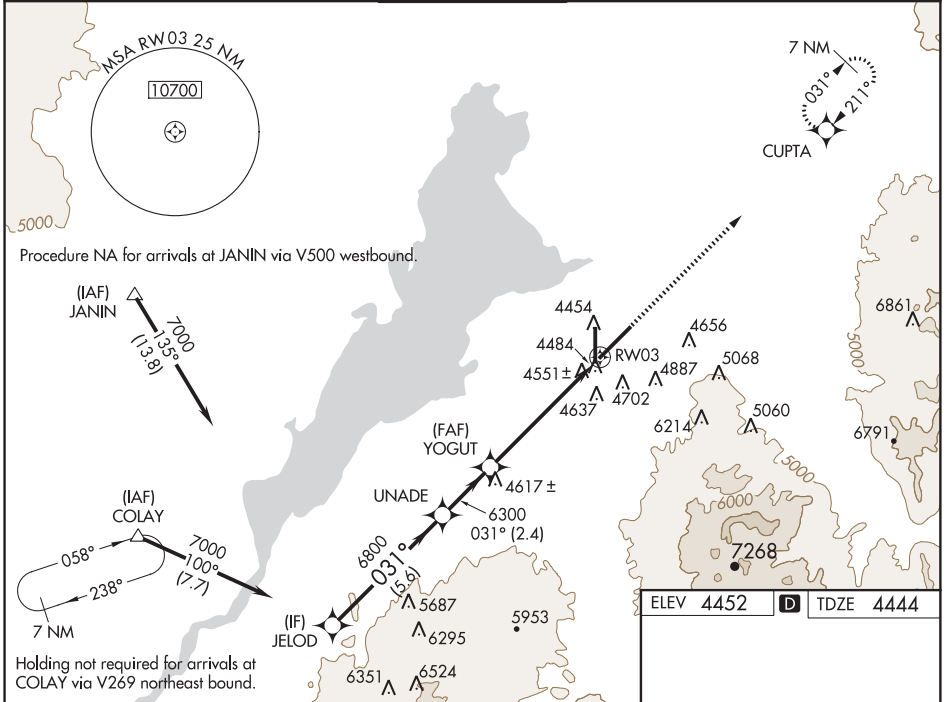 MSA RW03 25 NM
10700
7 NM
031°
211°
CUPTA
5000
Procedure NA for arrivals at JANIN via V500 westbound.
(IAF)
JANIN
7000
135°
(13.8)
4454
4484
4551 ±
RW03
4656
4637
4702
4887
5068
6214
5060
6861
5000
6791
5000
6000
7268
(FAF)
YOGUT
4617 ±
UNADE
6300
031° (2.4)
(IAF)
COLAY
058°
238°
7 NM
7000
100°
(7.7)
6800
031°
(5.6)
(IF)
JELOD
5687
6295
5953
6351
6524
Holding not required for arrivals at
COLAY via V269 northeast bound.
ELEV 4452 D TDZE 4444